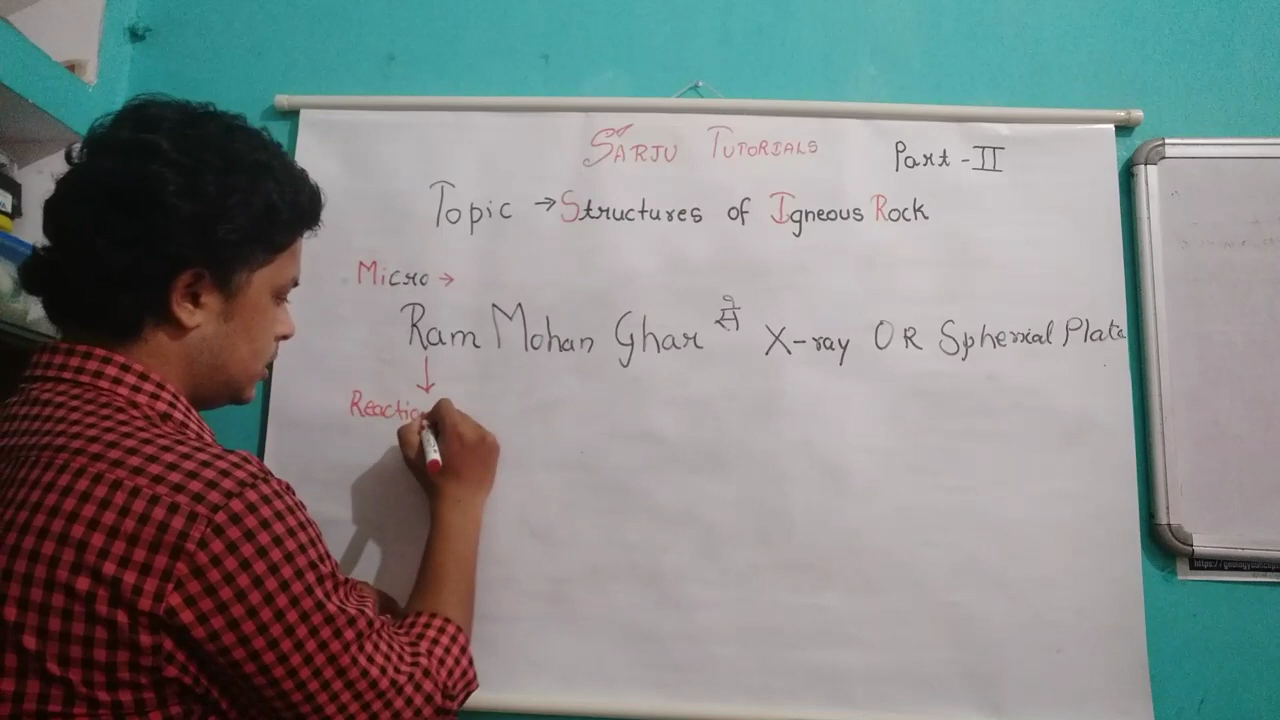 SARJU TUTORIALS
Part-II
Topic → Structures of Igneous Rock
Micro →
Ram Mohan Ghar में X-ray OR Spherical Plate
Reactio